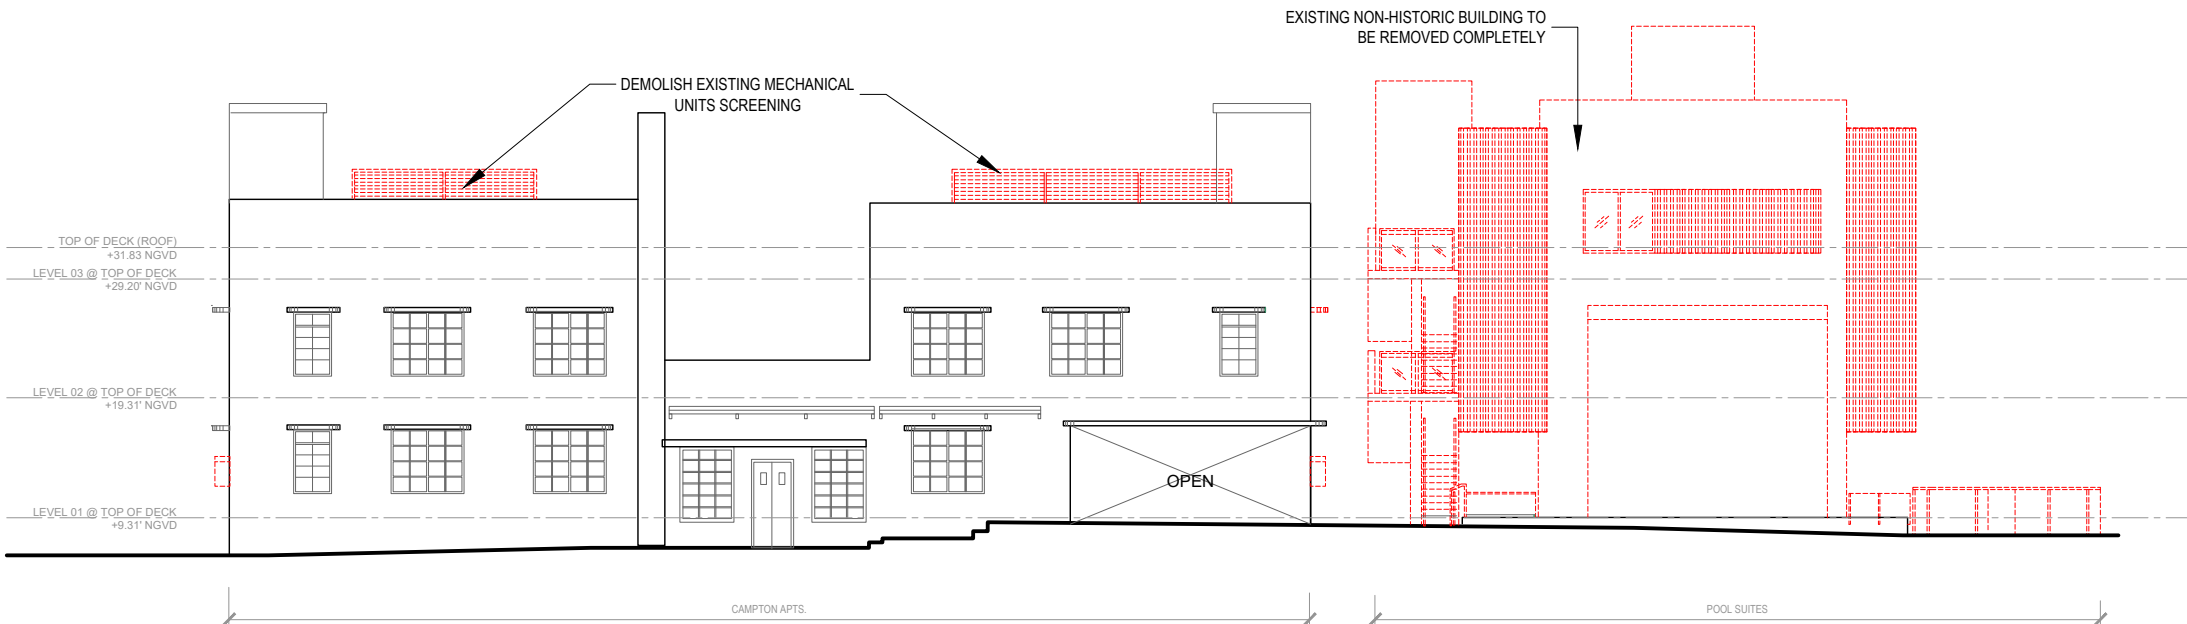 EXISTING NON-HISTORIC BUILDING TO
BE REMOVED COMPLETELY
DEMOLISH EXISTING MECHANICAL
UNITS SCREENING
TOP OF DECK (ROOF)
+31.83 NGVD
LEVEL 03 @ TOP OF DECK
+29.20' NGVD
LEVEL 02 @ TOP OF DECK
+19.31' NGVD
OPEN
LEVEL 01 @ TOP OF DECK
+9.31' NGVD
CAMPTON APTS.
POOL SUITES